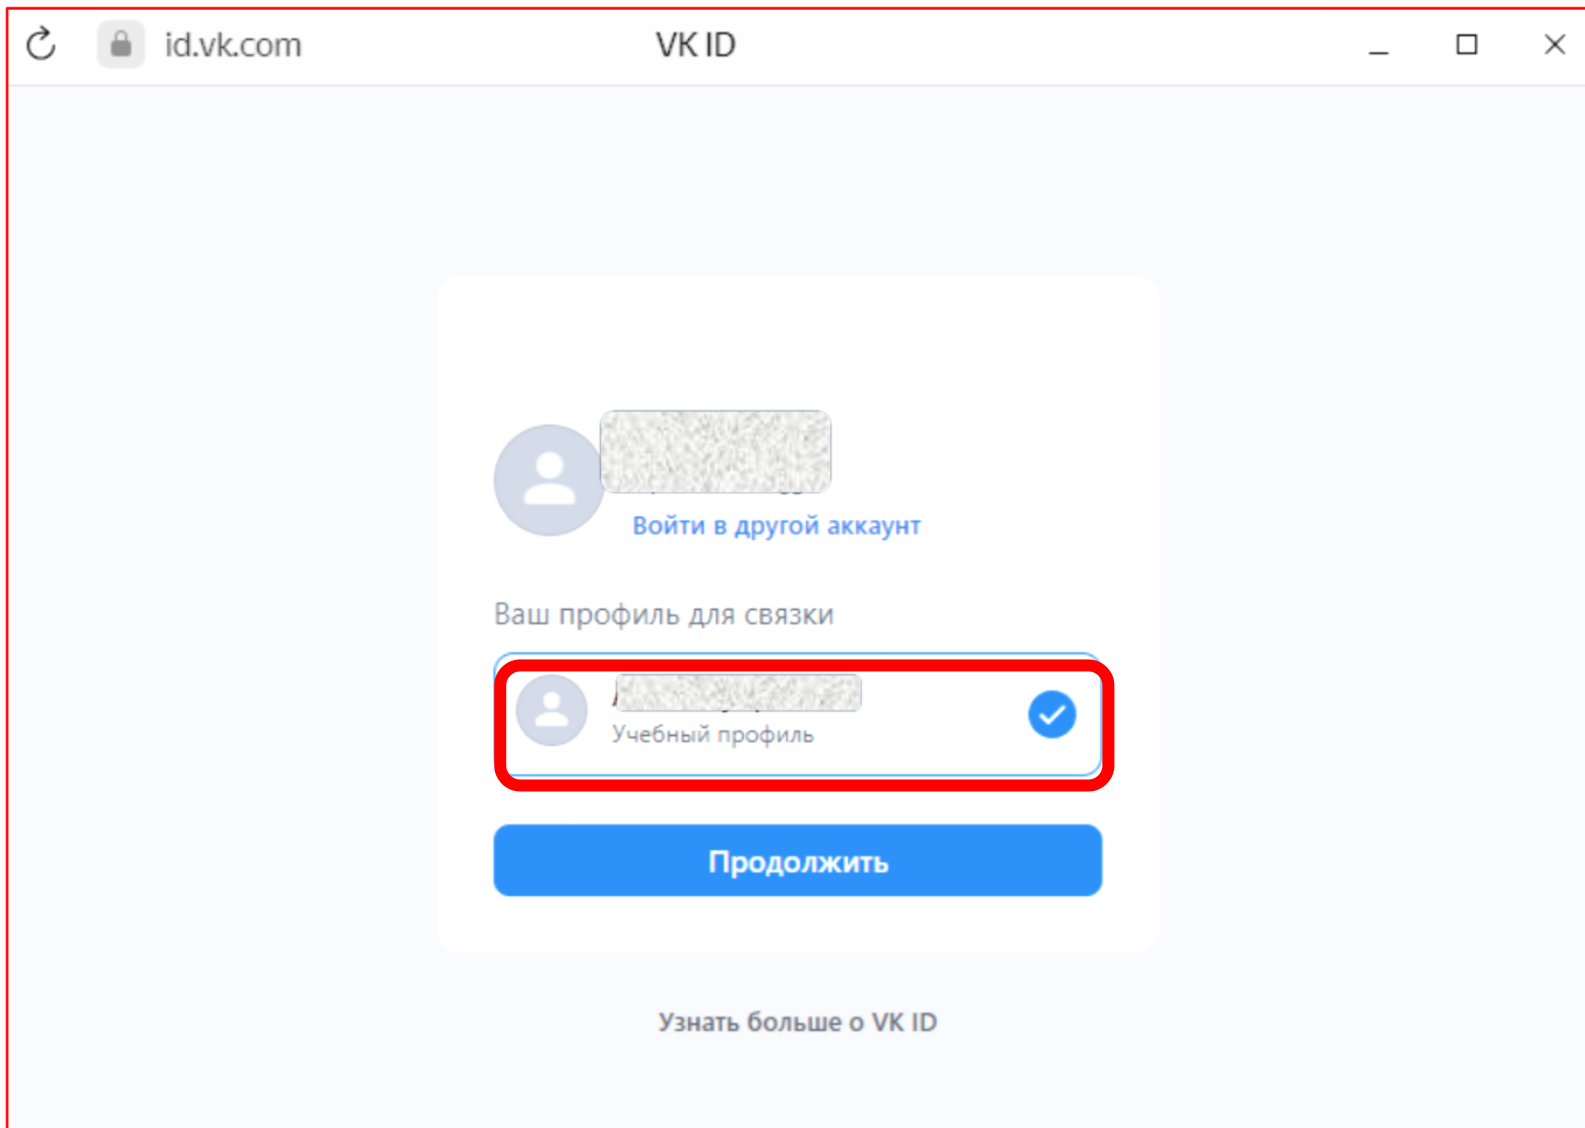 id.vk.com
VK ID
Войти в другой аккаунт
Ваш профиль для связки
Учебный профиль
Продолжить
Узнать больше о VK ID